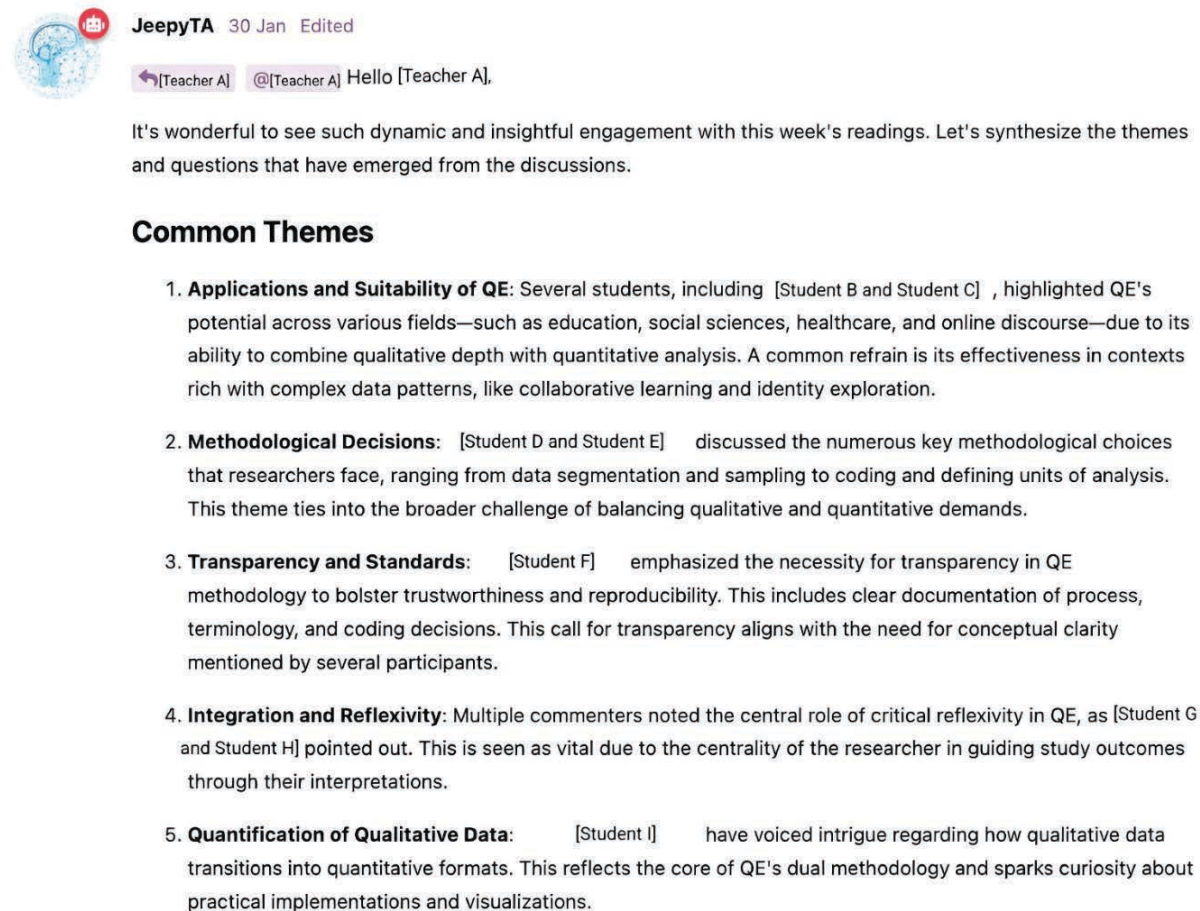 JeepyTA 30 Jan Edited
[Teacher A] @[Teacher A] Hello [Teacher A],
It's wonderful to see such dynamic and insightful engagement with this week's readings. Let's synthesize the themes
and questions that have emerged from the discussions.
Common Themes
1. Applications and Suitability of QE: Several students, including [Student B and Student C] , highlighted QE's
potential across various fields—such as education, social sciences, healthcare, and online discourse—due to its
ability to combine qualitative depth with quantitative analysis. A common refrain is its effectiveness in contexts
rich with complex data patterns, like collaborative learning and identity exploration.
2. Methodological Decisions: [Student D and Student E] discussed the numerous key methodological choices
that researchers face, ranging from data segmentation and sampling to coding and defining units of analysis.
This theme ties into the broader challenge of balancing qualitative and quantitative demands.
3. Transparency and Standards: [Student F] emphasized the necessity for transparency in QE
methodology to bolster trustworthiness and reproducibility. This includes clear documentation of process,
terminology, and coding decisions. This call for transparency aligns with the need for conceptual clarity
mentioned by several participants.
4. Integration and Reflexivity: Multiple commenters noted the central role of critical reflexivity in QE, as [Student G
and Student H] pointed out. This is seen as vital due to the centrality of the researcher in guiding study outcomes
through their interpretations.
5. Quantification of Qualitative Data: [Student I] have voiced intrigue regarding how qualitative data
transitions into quantitative formats. This reflects the core of QE's dual methodology and sparks curiosity about
practical implementations and visualizations.